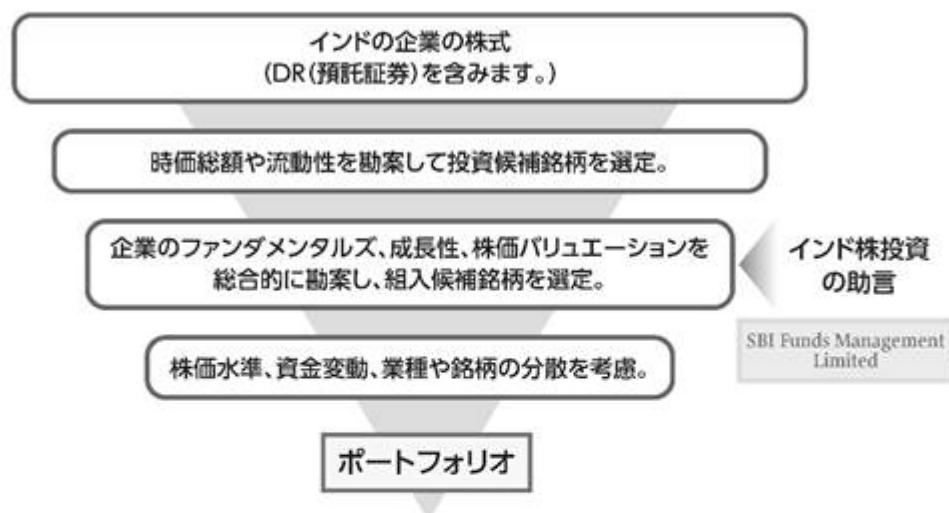 インドの企業の株式
(DR(預託証券)を含みます。)
時価総額や流動性を勘案して投資候補銘柄を選定。
企業のファンダメンタルズ、成長性、株価バリュエーションを
総合的に勘案し、組入候補銘柄を選定。
インド株投資
の助言
SBI Funds Management
Limited
株価水準、資金変動、業種や銘柄の分散を考慮。
ポートフォリオ